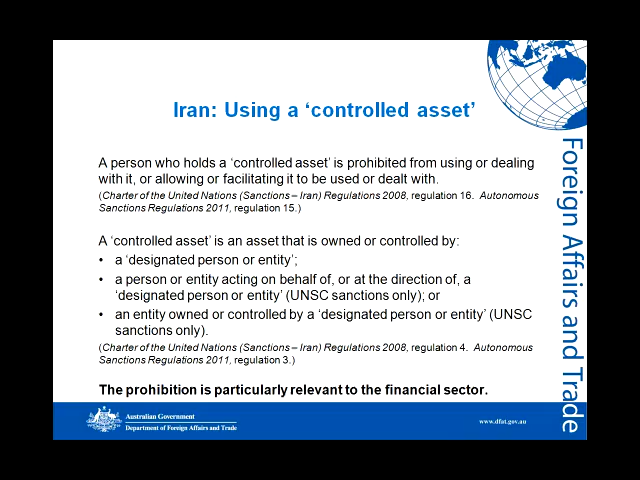 Iran: Using a ‘controlled asset’
A person who holds a ‘controlled asset’ is prohibited from using or dealing
with it, or allowing or facilitating it to be used or dealt with.
(Charter of the United Nations (Sanctions – Iran) Regulations 2008, regulation 16. Autonomous
Sanctions Regulations 2011, regulation 15.)
A ‘controlled asset’ is an asset that is owned or controlled by:
• a ‘designated person or entity’;
• a person or entity acting on behalf of, or at the direction of, a
‘designated person or entity’ (UNSC sanctions only); or
• an entity owned or controlled by a ‘designated person or entity’ (UNSC
sanctions only).
(Charter of the United Nations (Sanctions – Iran) Regulations 2008, regulation 4. Autonomous
Sanctions Regulations 2011, regulation 3.)
The prohibition is particularly relevant to the financial sector.
Foreign Affairs and Trade
Australian Government
Department of Foreign Affairs and Trade
www.dfat.gov.au